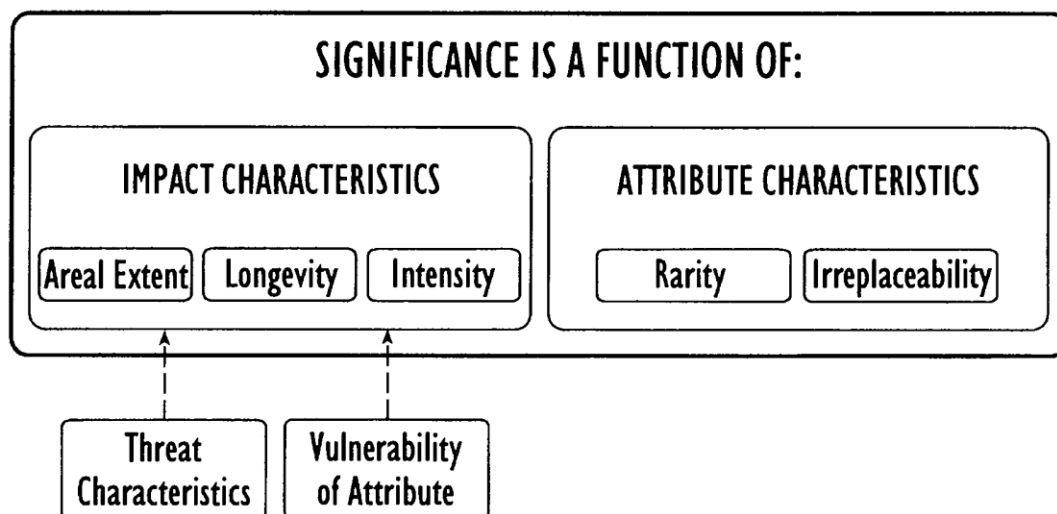 SIGNIFICANCE IS A FUNCTION OF:
IMPACT CHARACTERISTICS
Areal Extent
Longevity
Intensity
ATTRIBUTE CHARACTERISTICS
Rarity
Irreplaceability
Threat
Characteristics
Vulnerability
of Attribute